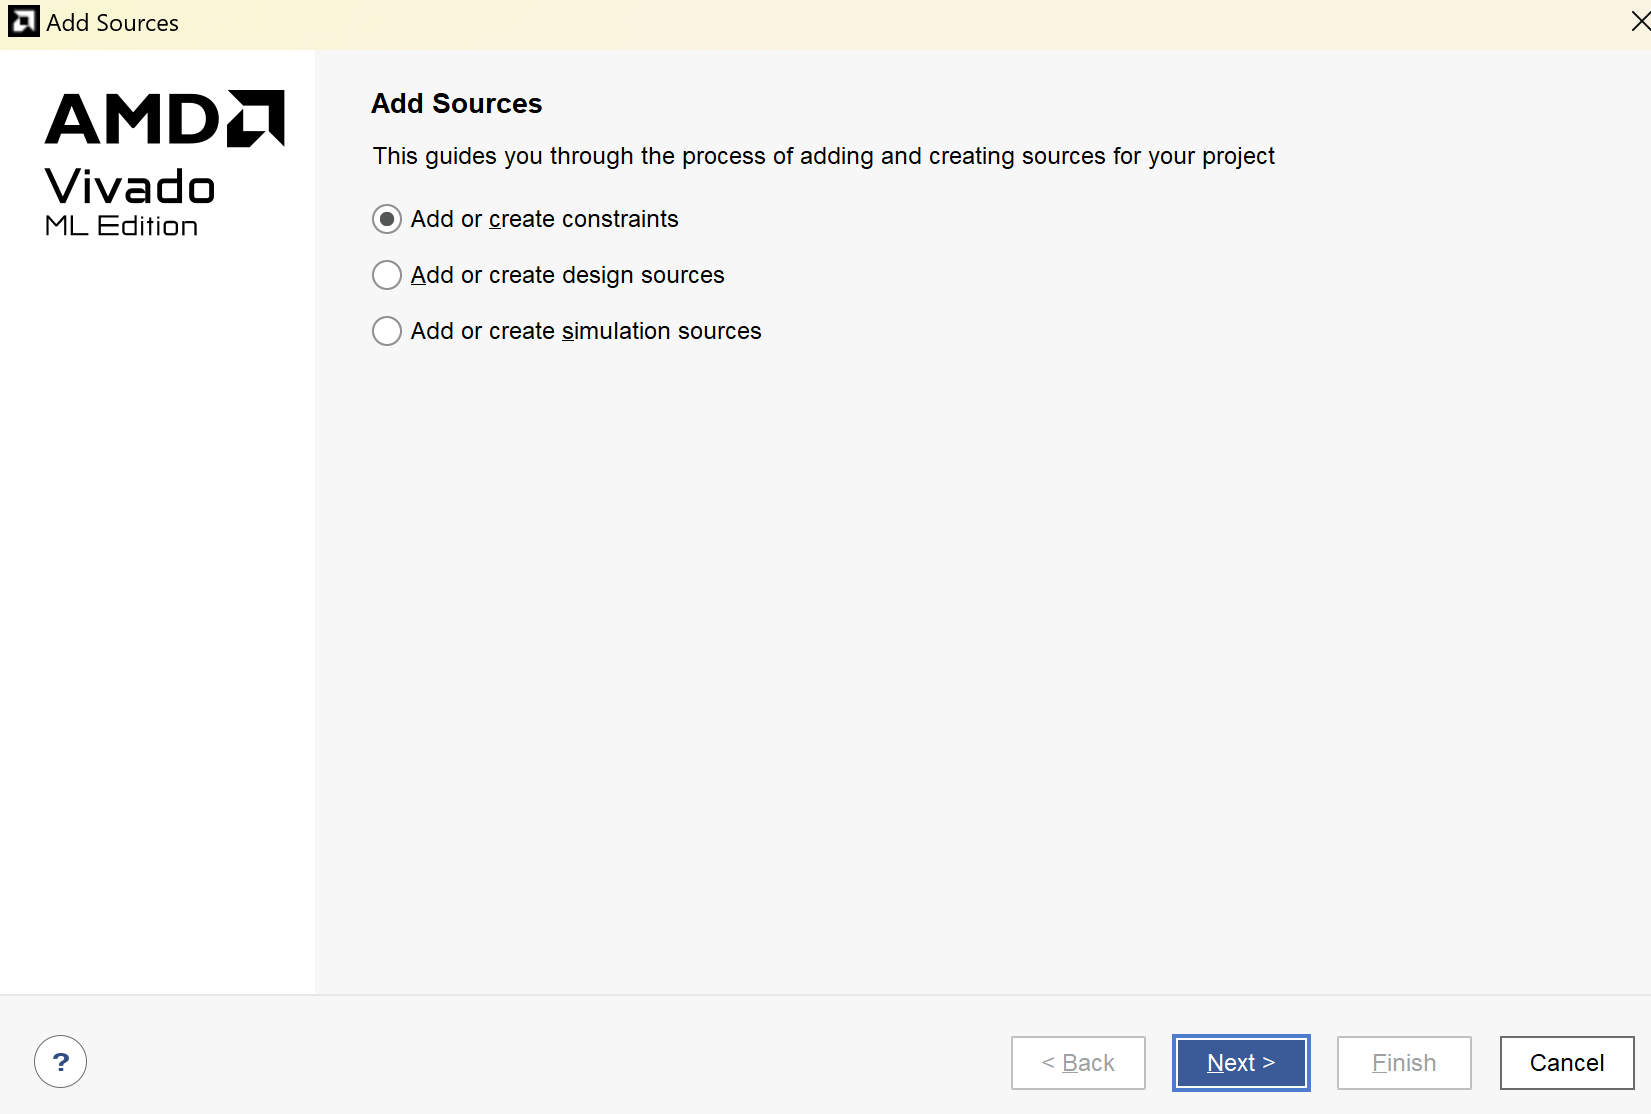 Add Sources
AMD
Vivado
ML Edition
Add Sources
This guides you through the process of adding and creating sources for your project
Add or create constraints
Add or create design sources
Add or create simulation sources
?
< Back
Next >
Finish
Cancel